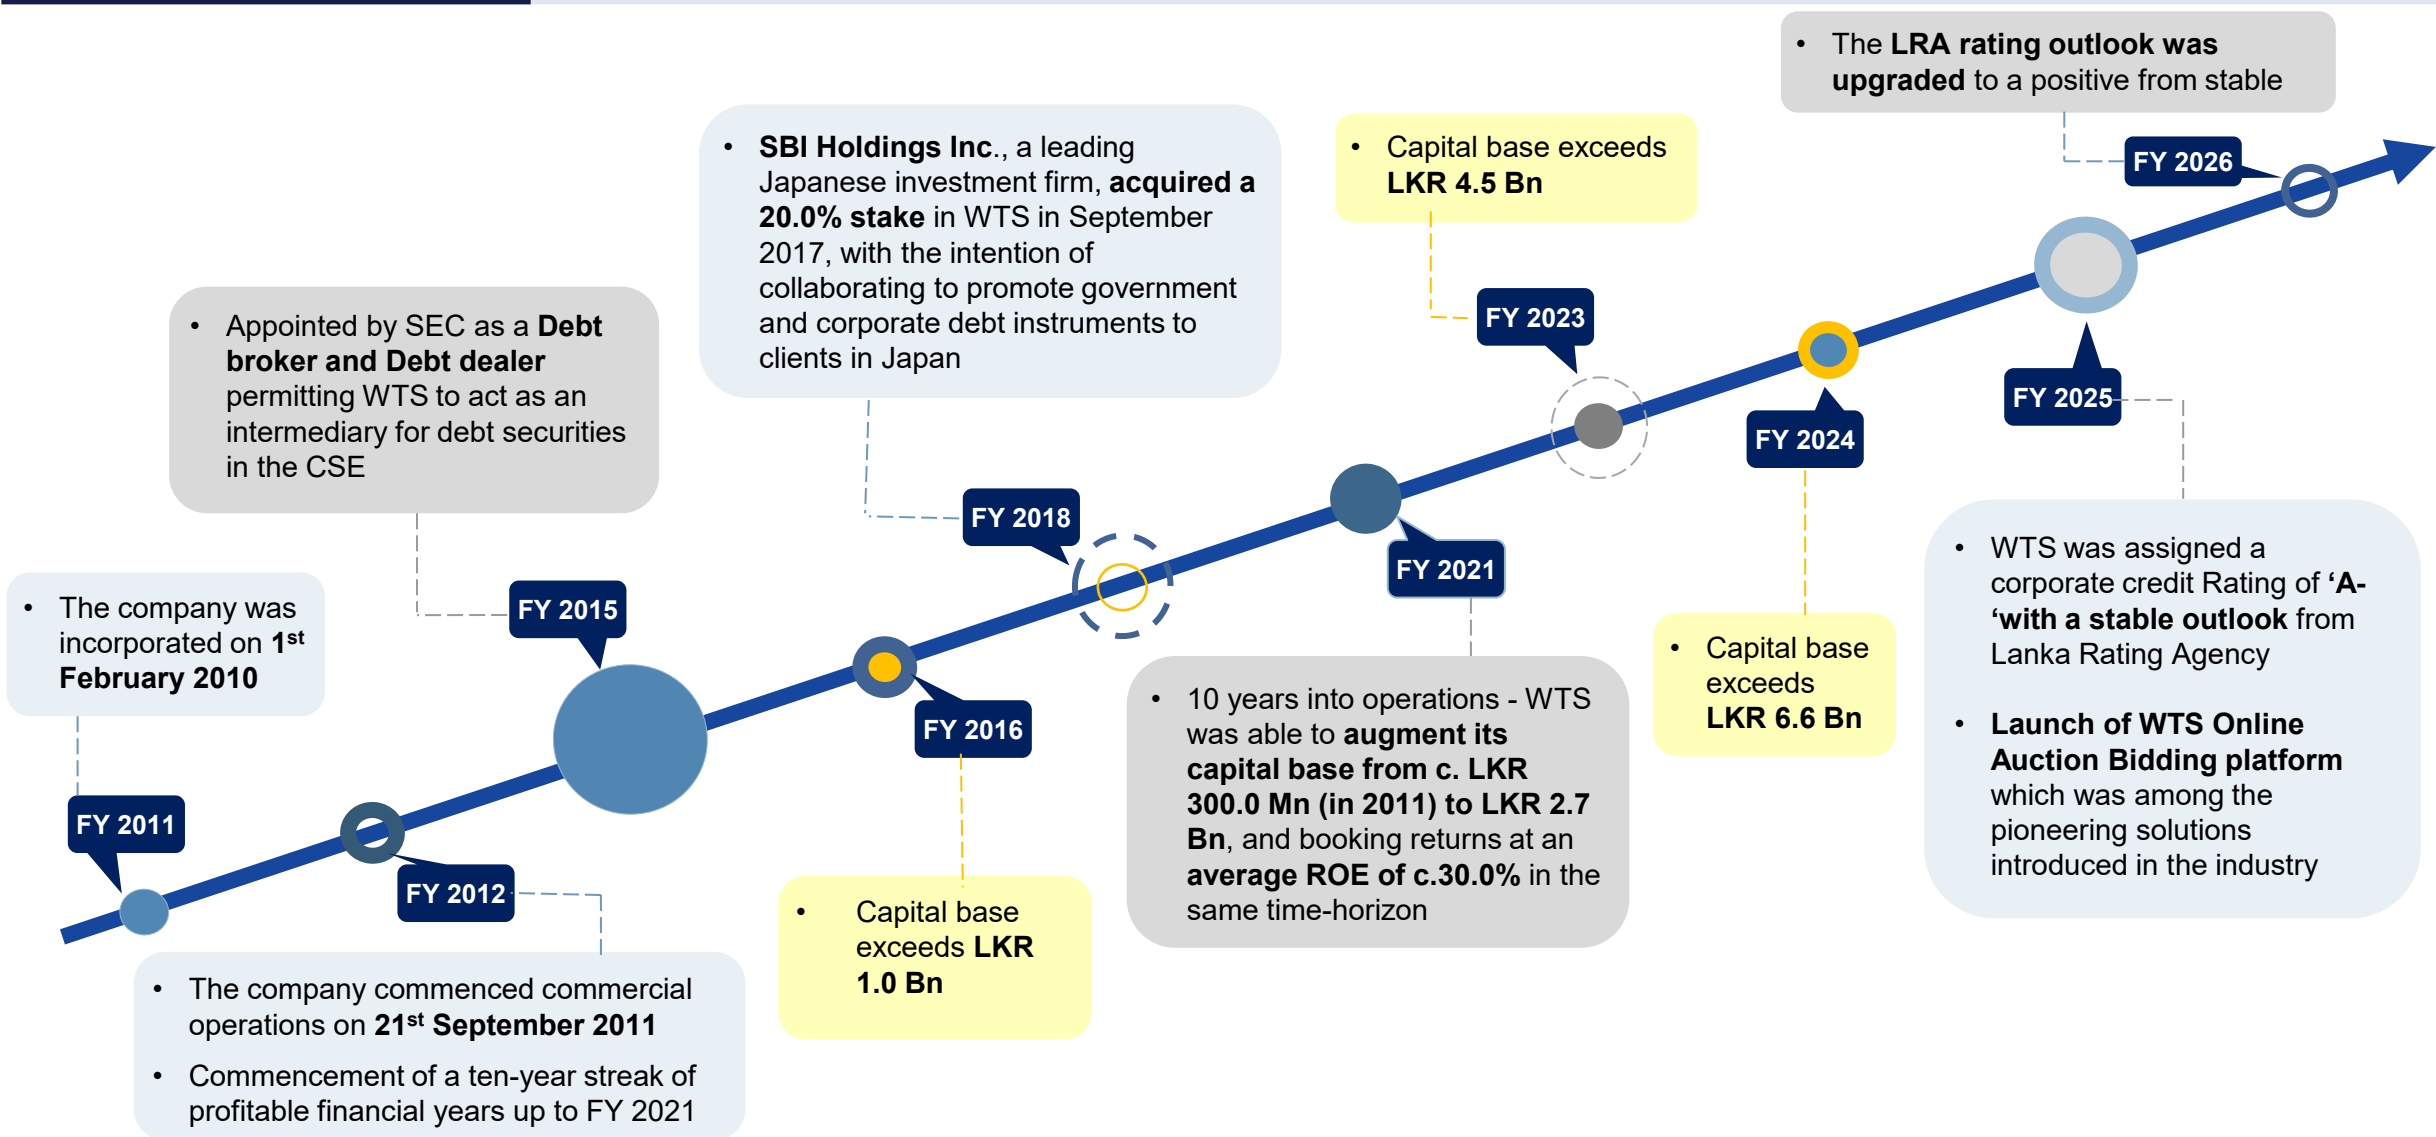 • The company was
incorporated on 1st
February 2010
FY 2011
FY 2012
• The company commenced commercial
operations on 21st September 2011
• Commencement of a ten-year streak of
profitable financial years up to FY 2021
• Appointed by SEC as a Debt
broker and Debt dealer
permitting WTS to act as an
intermediary for debt securities
in the CSE
FY 2015
FY 2016
• Capital base
exceeds LKR
1.0 Bn
• SBI Holdings Inc., a leading
Japanese investment firm, acquired a
20.0% stake in WTS in September
2017, with the intention of
collaborating to promote government
and corporate debt instruments to
clients in Japan
FY 2018
FY 2021
• 10 years into operations - WTS
was able to augment its
capital base from c. LKR
300.0 Mn (in 2011) to LKR 2.7
Bn, and booking returns at an
average ROE of c.30.0% in the
same time-horizon
• Capital base exceeds
LKR 4.5 Bn
FY 2023
FY 2024
• Capital base
exceeds
LKR 6.6 Bn
FY 2025
• WTS was assigned a
corporate credit Rating of ‘A-
‘with a stable outlook from
Lanka Rating Agency
• Launch of WTS Online
Auction Bidding platform
which was among the
pioneering solutions
introduced in the industry
• The LRA rating outlook was
upgraded to a positive from stable
FY 2026